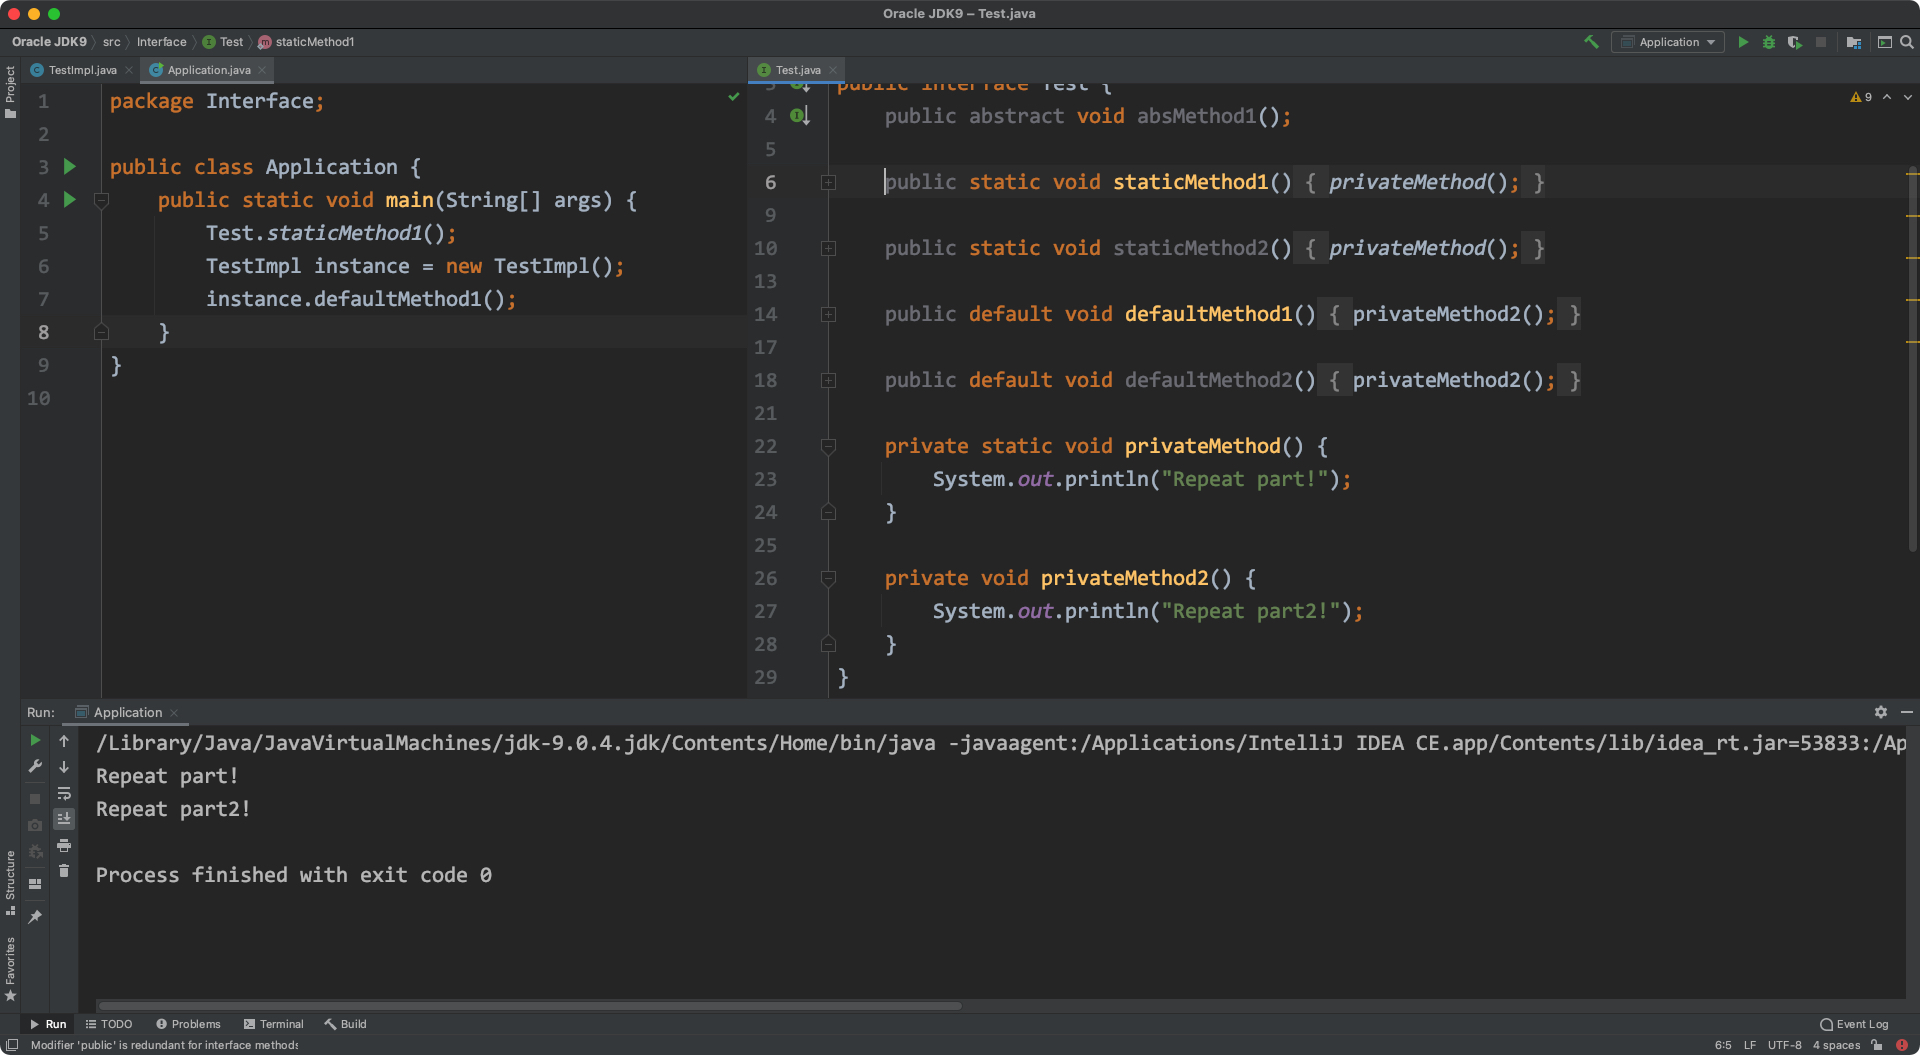 Oracle JDK9 – Test.java
Oracle JDK9 src Interface Test staticMethod1
Application
Project
TestImpl.java Application.java
1 package Interface;
2
3 public class Application {
4 public static void main(String[] args) {
5 Test.staticMethod1();
6 TestImpl instance = new TestImpl();
7 instance.defaultMethod1();
8 }
9 }
10
Test.java
9
3 public interface Test {
4 public abstract void absMethod1();
5
6 public static void staticMethod1() { privateMethod(); }
9
10 public static void staticMethod2() { privateMethod(); }
13
14 public default void defaultMethod1() { privateMethod2(); }
17
18 public default void defaultMethod2() { privateMethod2(); }
21
22 private static void privateMethod() {
23 System.out.println("Repeat part!");
24 }
25
26 private void privateMethod2() {
27 System.out.println("Repeat part2!");
28 }
29 }
Run: Application
/Library/Java/JavaVirtualMachines/jdk-9.0.4.jdk/Contents/Home/bin/java -javaagent:/Applications/IntelliJ IDEA CE.app/Contents/lib/idea_rt.jar=53833:/Ap
Repeat part!
Repeat part2!
Process finished with exit code 0
Structure
Favorites
Run TODO Problems Terminal Build Event Log
Modifier 'public' is redundant for interface methods
6:5 LF UTF-8 4 spaces